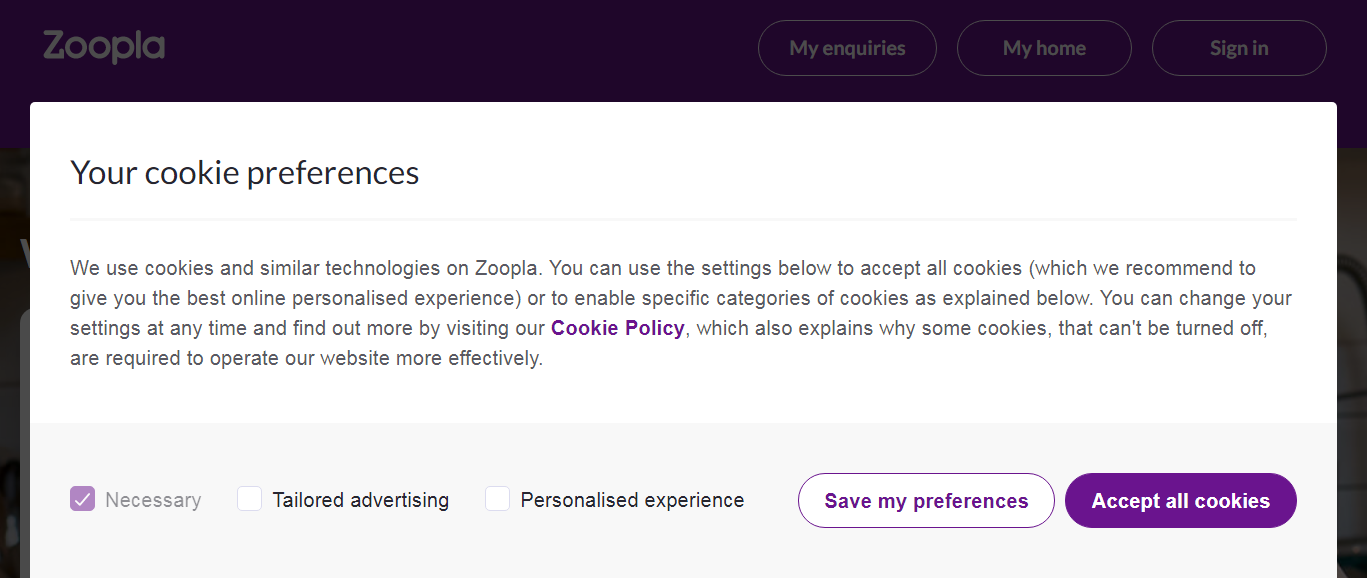 Zoopla
My enquiries
My home
Sign in
Your cookie preferences
We use cookies and similar technologies on Zoopla. You can use the settings below to accept all cookies (which we recommend to
give you the best online personalised experience) or to enable specific categories of cookies as explained below. You can change your
settings at any time and find out more by visiting our Cookie Policy, which also explains why some cookies, that can't be turned off,
are required to operate our website more effectively.
Necessary
Tailored advertising
Personalised experience
Save my preferences
Accept all cookies